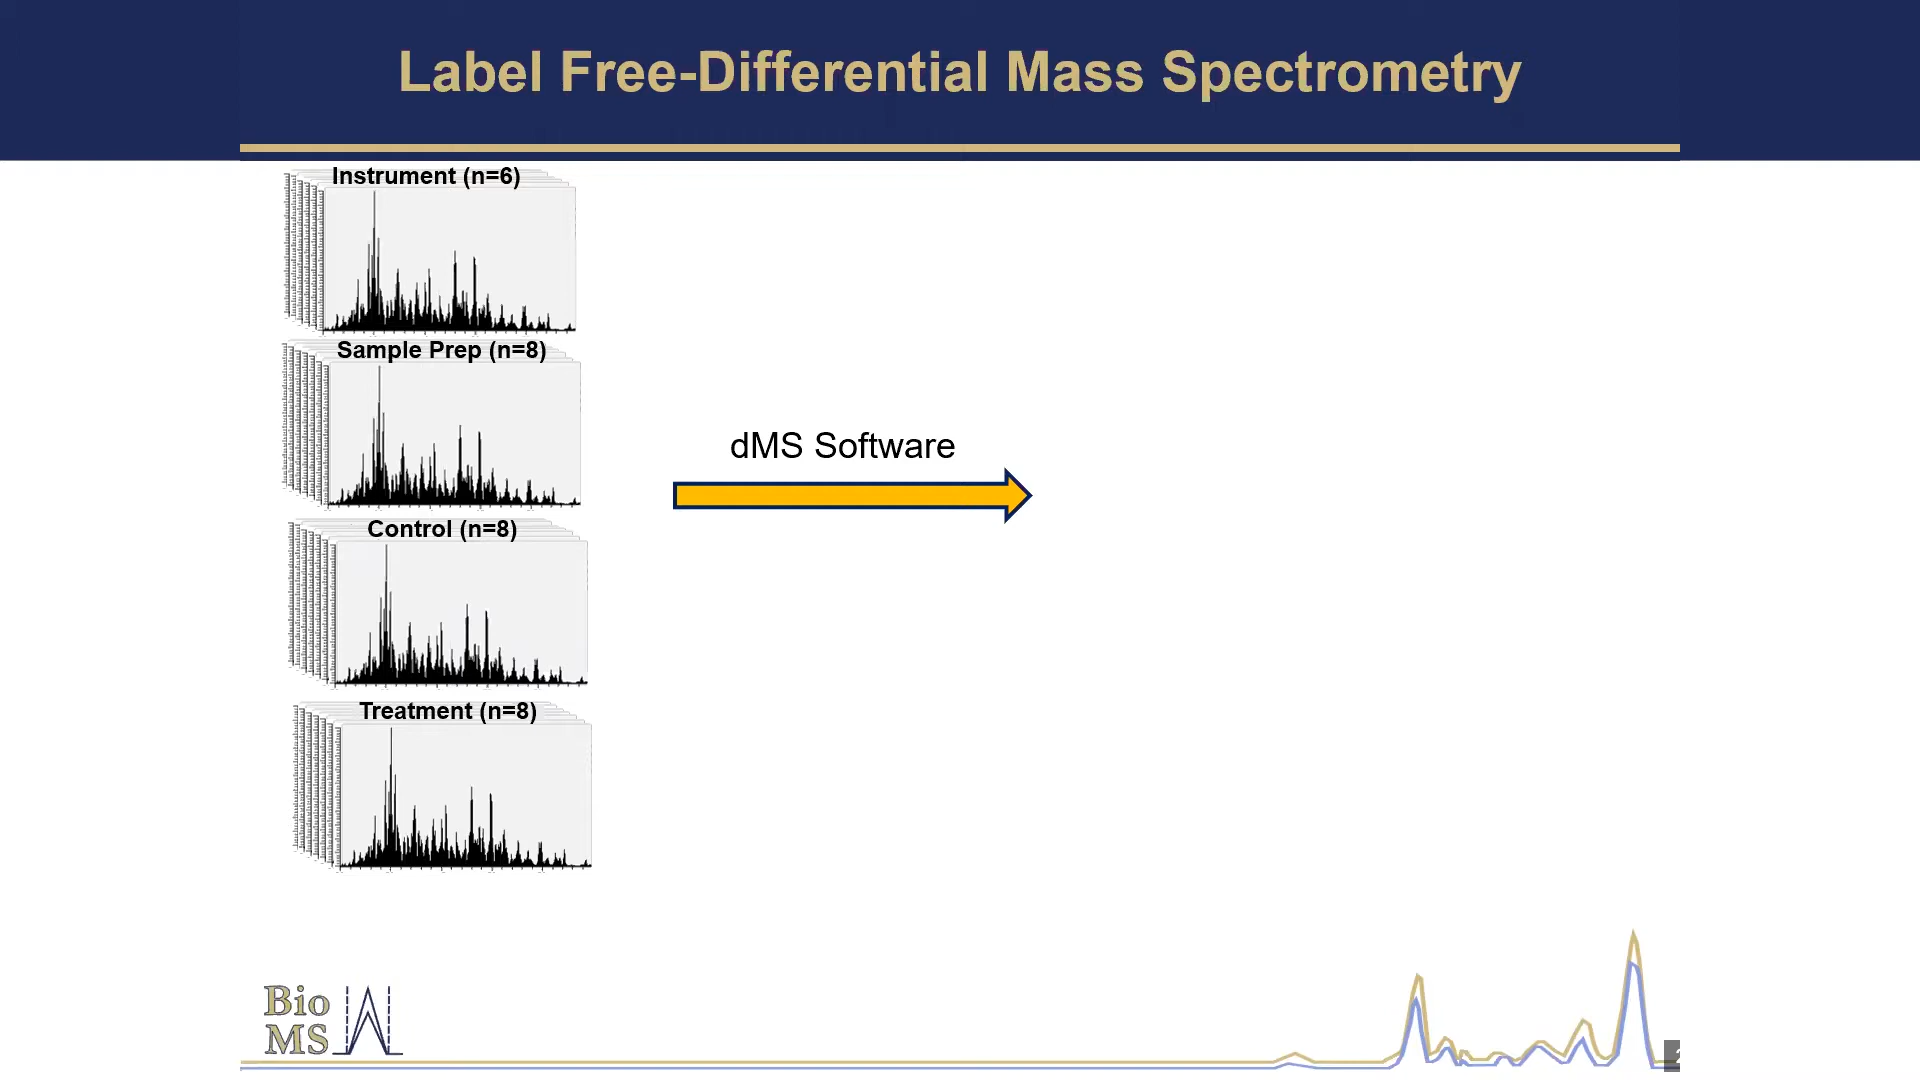 Label Free-Differential Mass Spectrometry
Instrument (n=6)
Sample Prep (n=8)
dMS Software
Control (n=8)
Treatment (n=8)
Bio
MS